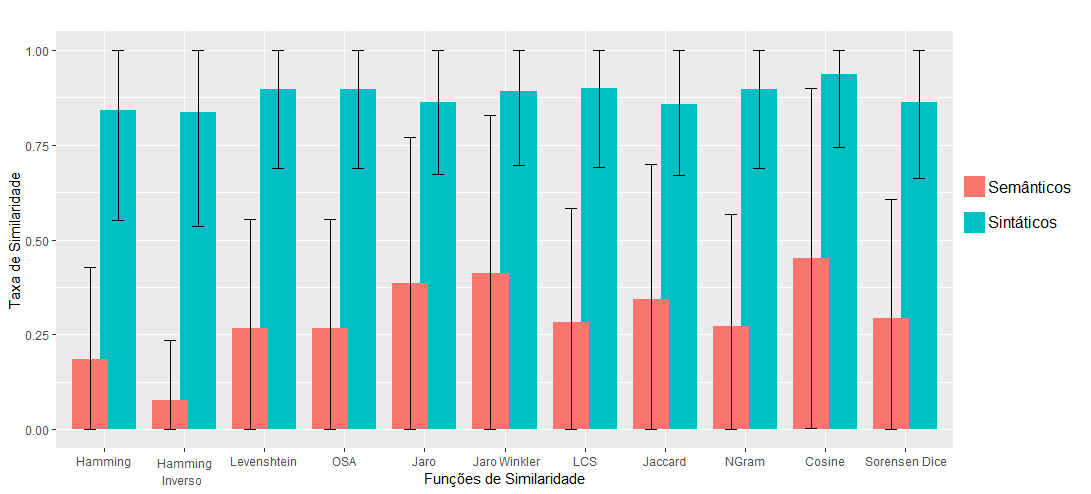 Taxa de Similaridade
1.00
0.75
0.50
0.25
0.00
Hamming
Hamming
Inverso
Levenshtein
OSA
Jaro
Jaro Winkler
LCS
Jaccard
NGram
Cosine
Sorensen Dice
Funções de Similaridade
Semânticos
Sintáticos